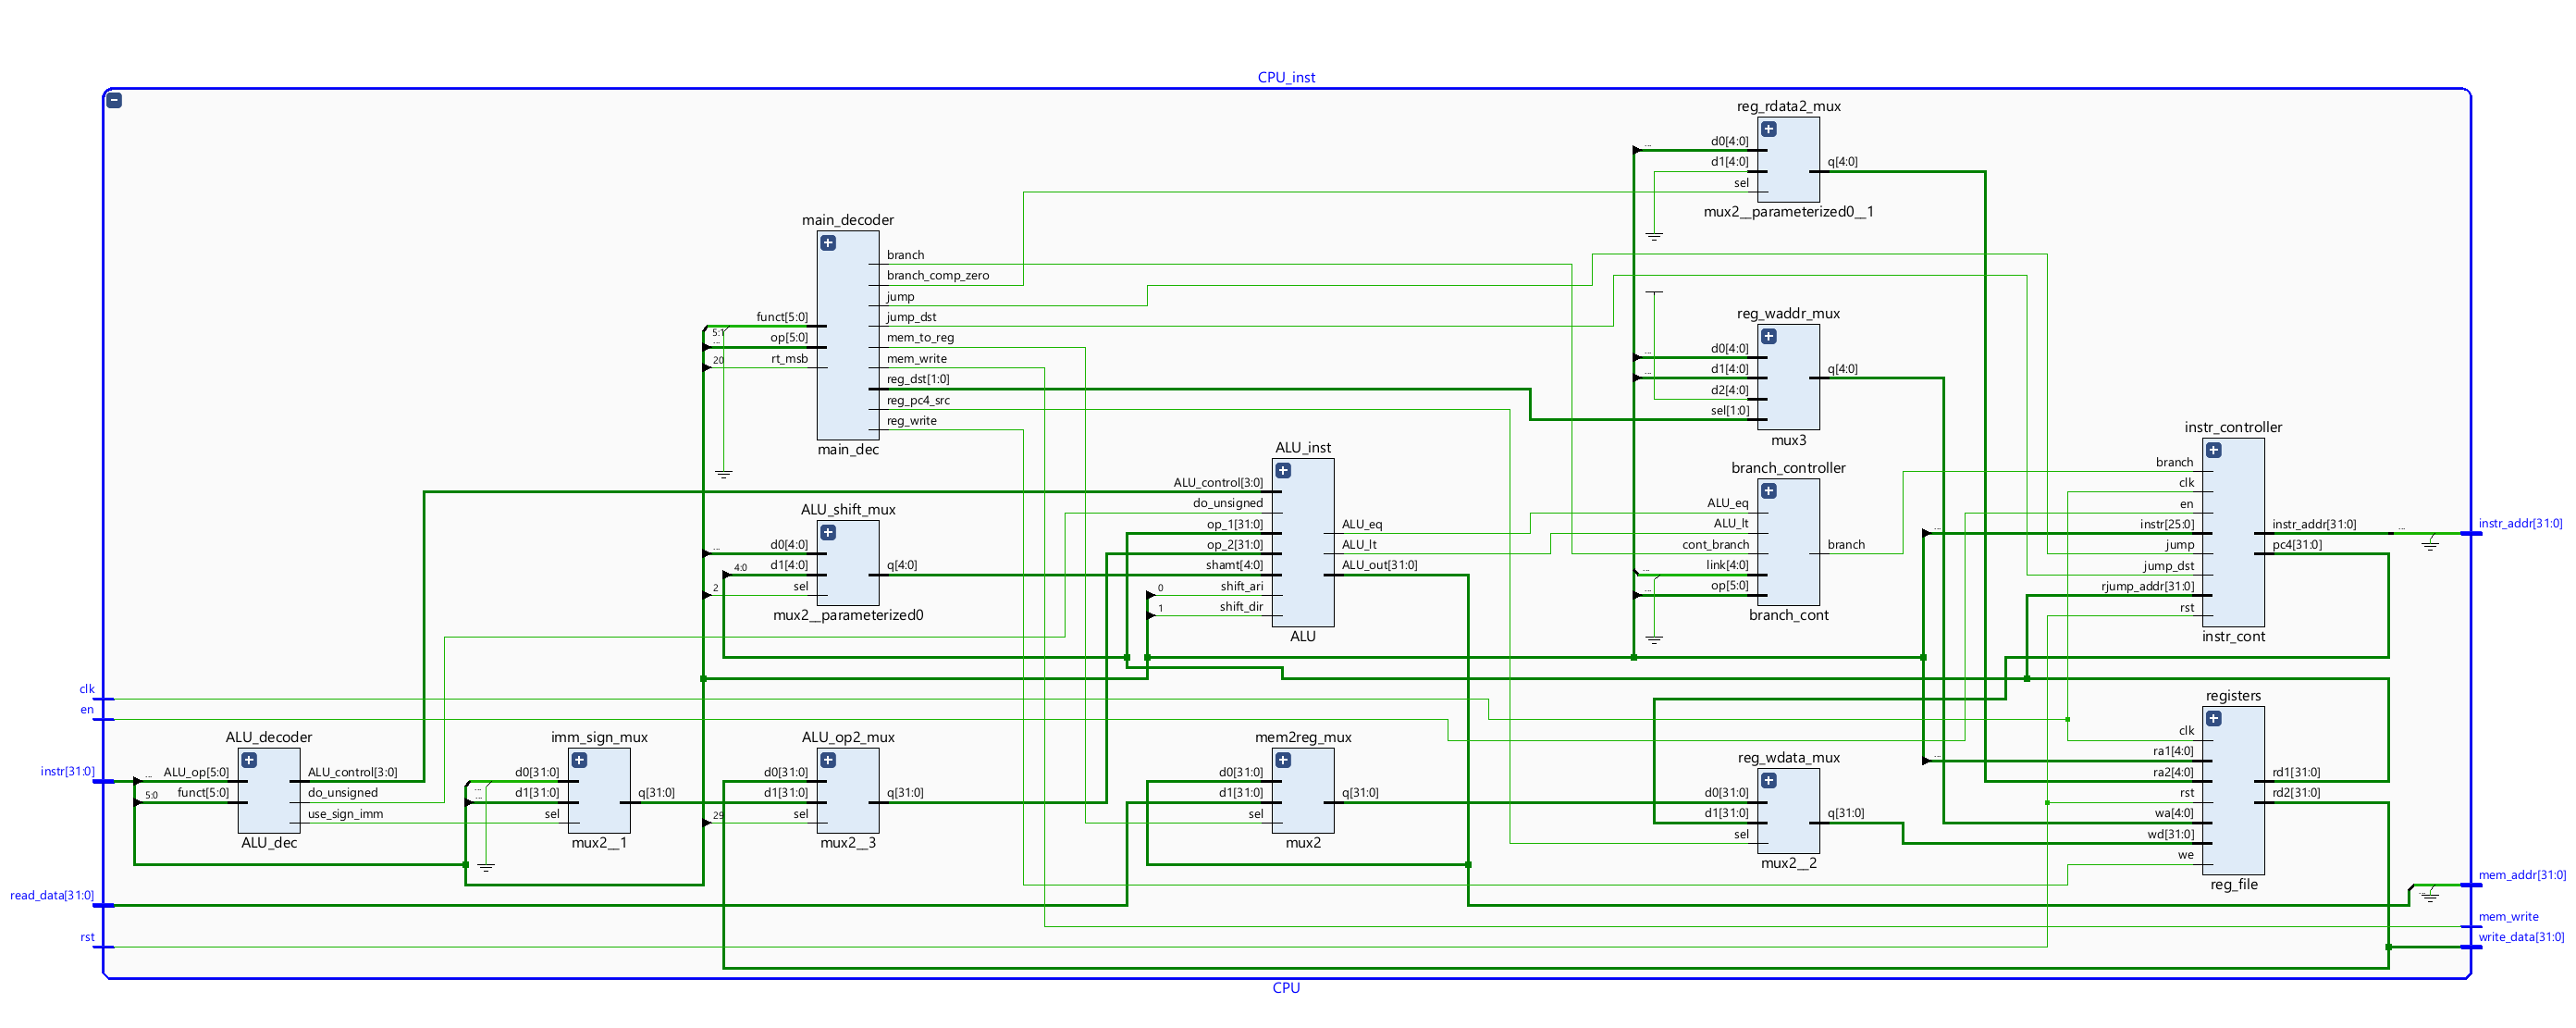 CPU_inst
reg_rdata2_mux
d0[4:0]
d1[4:0]
sel
q[4:0]
mux2__parameterized0__1
main_decoder
funct[5:0]
op[5:0]
rt_msb
5:1
...
20
branch
branch_comp_zero
jump
jump_dst
mem_to_reg
mem_write
reg_dst[1:0]
reg_pc4_src
reg_write
main_dec
reg_waddr_mux
d0[4:0]
d1[4:0]
d2[4:0]
sel[1:0]
q[4:0]
mux3
ALU_inst
ALU_control[3:0]
do_unsigned
op_1[31:0]
op_2[31:0]
shamt[4:0]
shift_ari
shift_dir
0
1
ALU_eq
ALU_lt
ALU_out[31:0]
ALU
ALU_shift_mux
d0[4:0]
d1[4:0]
sel
...
4:0
2
q[4:0]
mux2__parameterized0
branch_controller
ALU_eq
ALU_lt
cont_branch
link[4:0]
op[5:0]
branch
branch_cont
instr_controller
branch
clk
en
instr[25:0]
jump
jump_dst
rjump_addr[31:0]
rst
instr_addr[31:0]
pc4[31:0]
instr_cont
instr_addr[31:0]
clk
en
instr[31:0]
read_data[31:0]
rst
ALU_decoder
ALU_op[5:0]
funct[5:0]
...
5:0
ALU_control[3:0]
do_unsigned
use_sign_imm
ALU_dec
imm_sign_mux
d0[31:0]
d1[31:0]
sel
q[31:0]
mux2__1
ALU_op2_mux
d0[31:0]
d1[31:0]
sel
29
q[31:0]
mux2__3
mem2reg_mux
d0[31:0]
d1[31:0]
sel
q[31:0]
mux2
reg_wdata_mux
d0[31:0]
d1[31:0]
sel
q[31:0]
mux2__2
registers
clk
ra1[4:0]
ra2[4:0]
rst
wa[4:0]
wd[31:0]
we
rd1[31:0]
rd2[31:0]
reg_file
mem_addr[31:0]
mem_write
write_data[31:0]
CPU